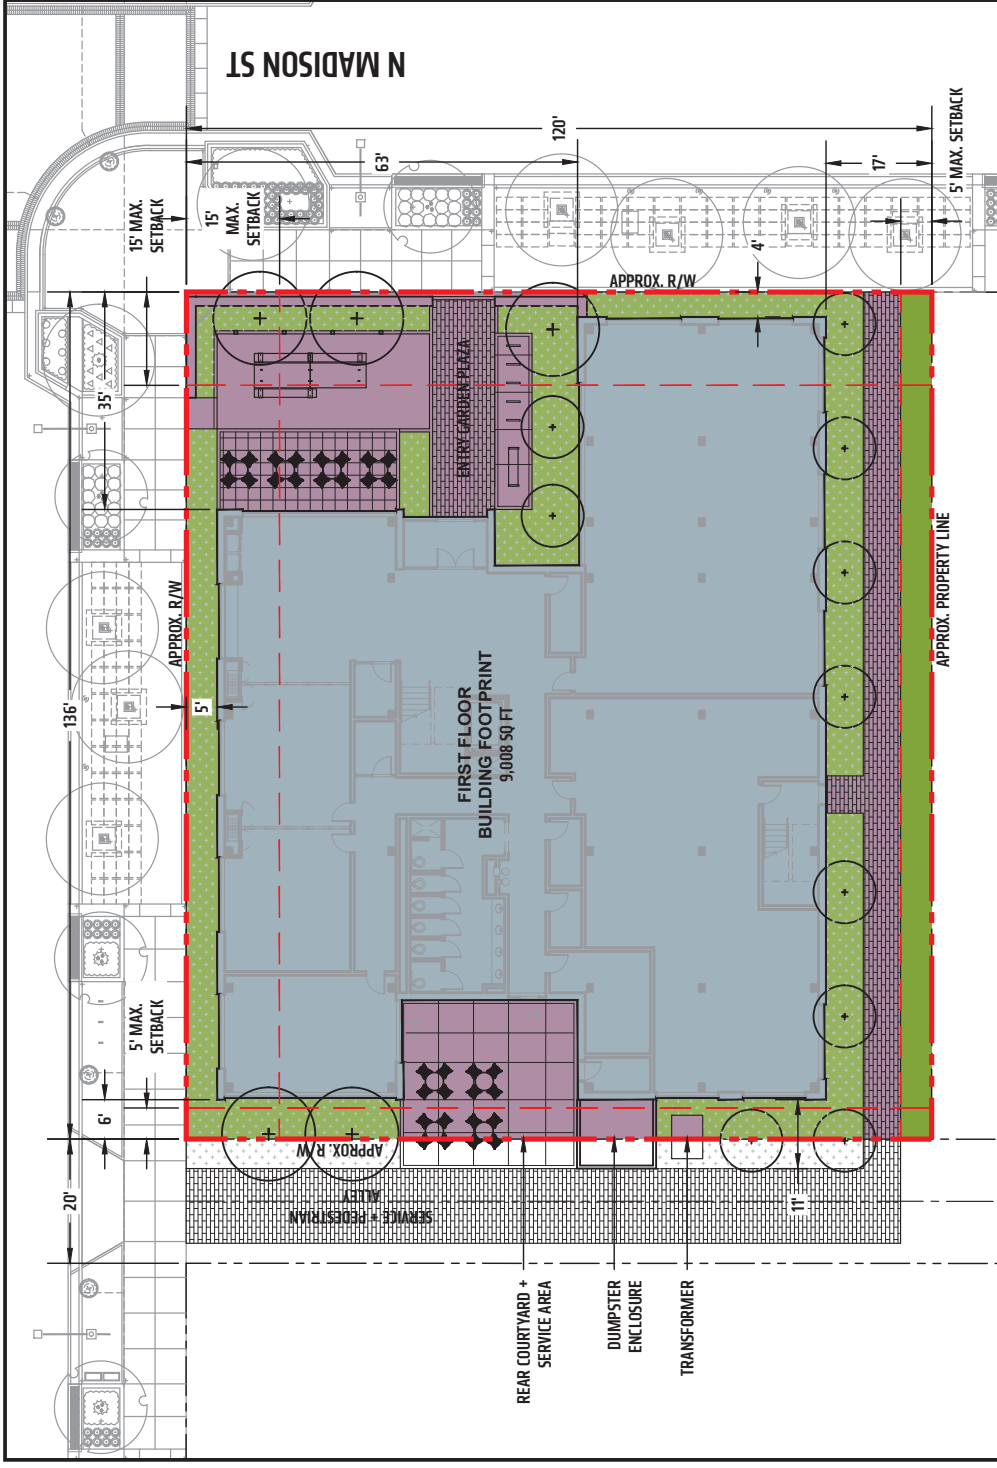 N MADISON ST
15' MAX.
SETBACK
15'
MAX.
SETBACK
63'
120'
17'
5' MAX. SETBACK
4'
APPROX. R/W
35'
136'
APPROX. R/W
5'
ENTRY GARDEN PLAZA
FIRST FLOOR
BUILDING FOOTPRINT
9,008 SQ FT
APPROX. PROPERTY LINE
5' MAX.
SETBACK
6'
20'
APPROX. R/W
SERVICE + PEDESTRIAN
ALLEY
11'
REAR COURTYARD +
SERVICE AREA
DUMPSTER
ENCLOSURE
TRANSFORMER